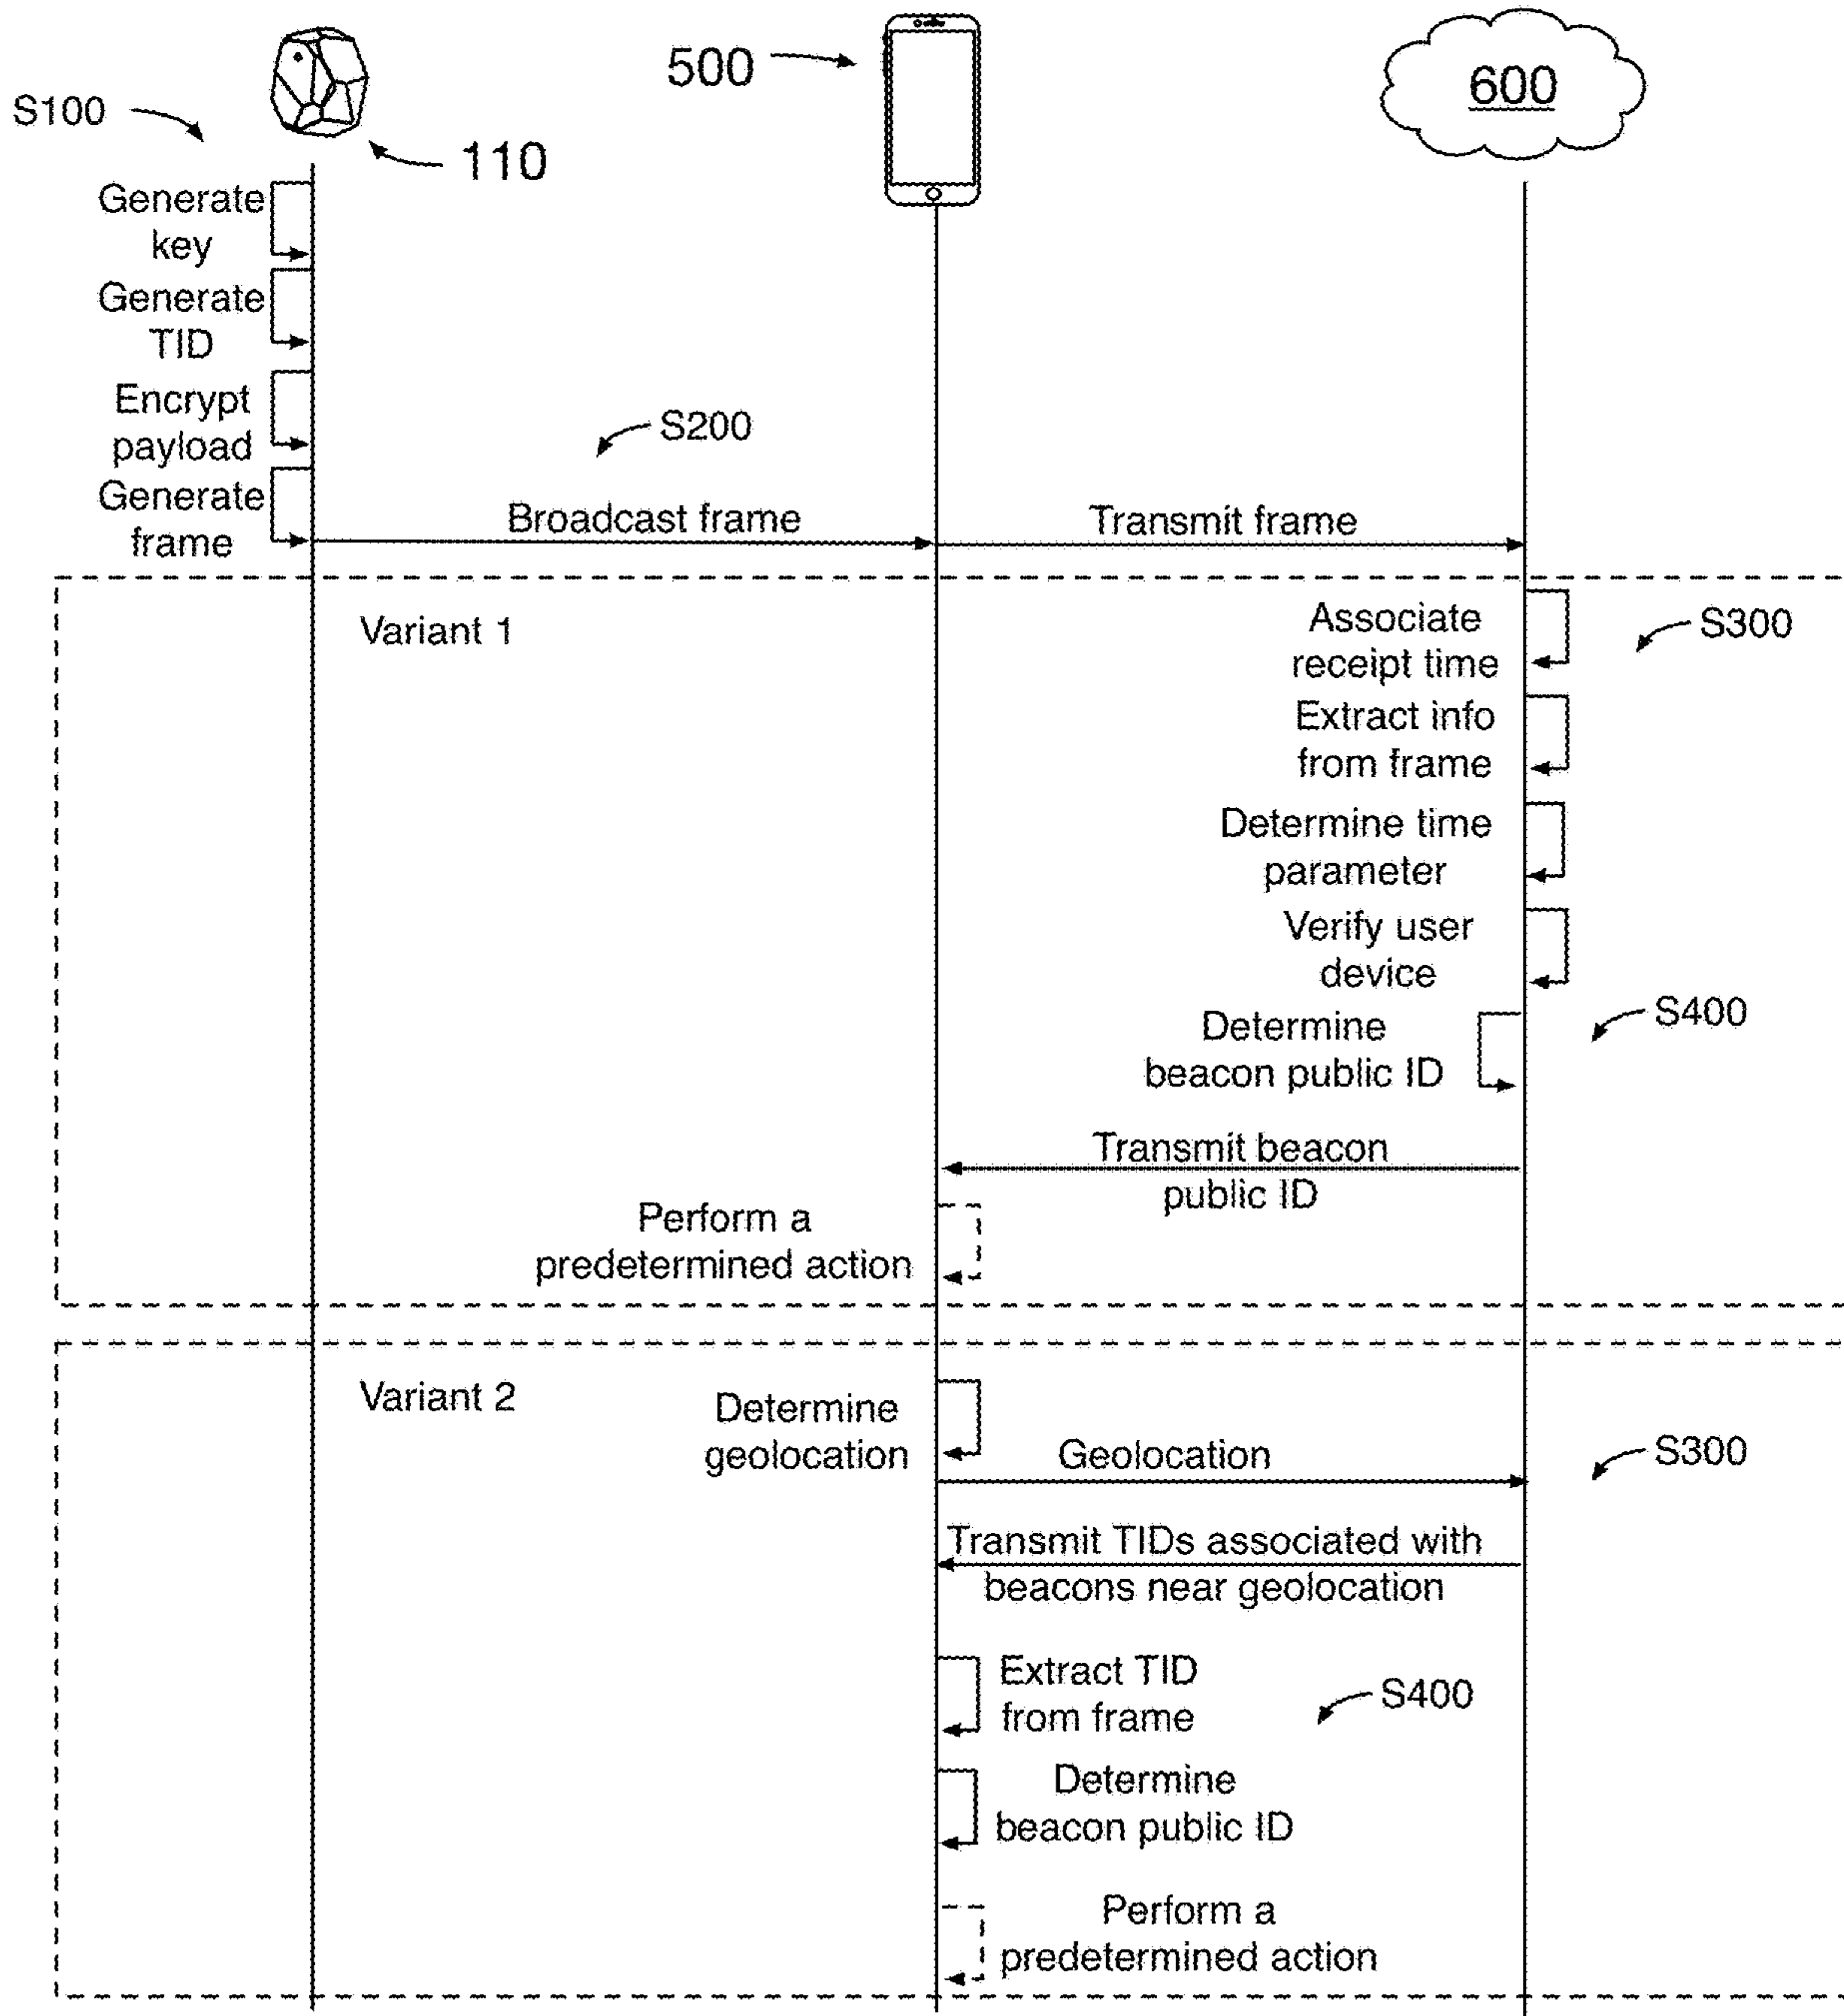 500
600
S100
110
Generate
key
Generate
TID
Encrypt
payload
S200
Generate
frame
Broadcast frame
Transmit frame
Variant 1
Associate
receipt time
S300
Extract info
from frame
Determine time
parameter
Verify user
device
S400
Determine
beacon public ID
Transmit beacon
public ID
Perform a
predetermined action
Variant 2
Determine
geolocation
Geolocation
S300
Transmit TIDs associated with
beacons near geolocation
Extract TID
from frame
S400
Determine
beacon public ID
Perform a
predetermined action